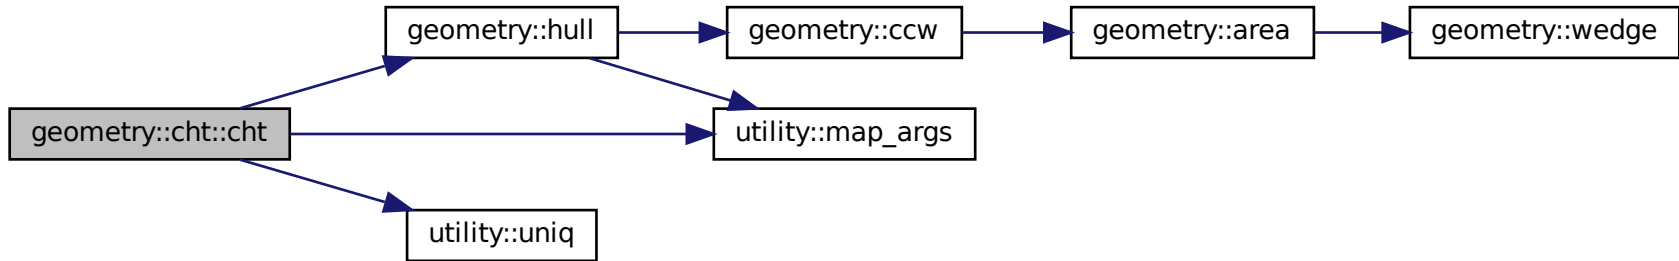 geometry::hull
geometry::ccw
geometry::area
geometry::wedge
geometry::cht::cht
utility::map_args
utility::uniq